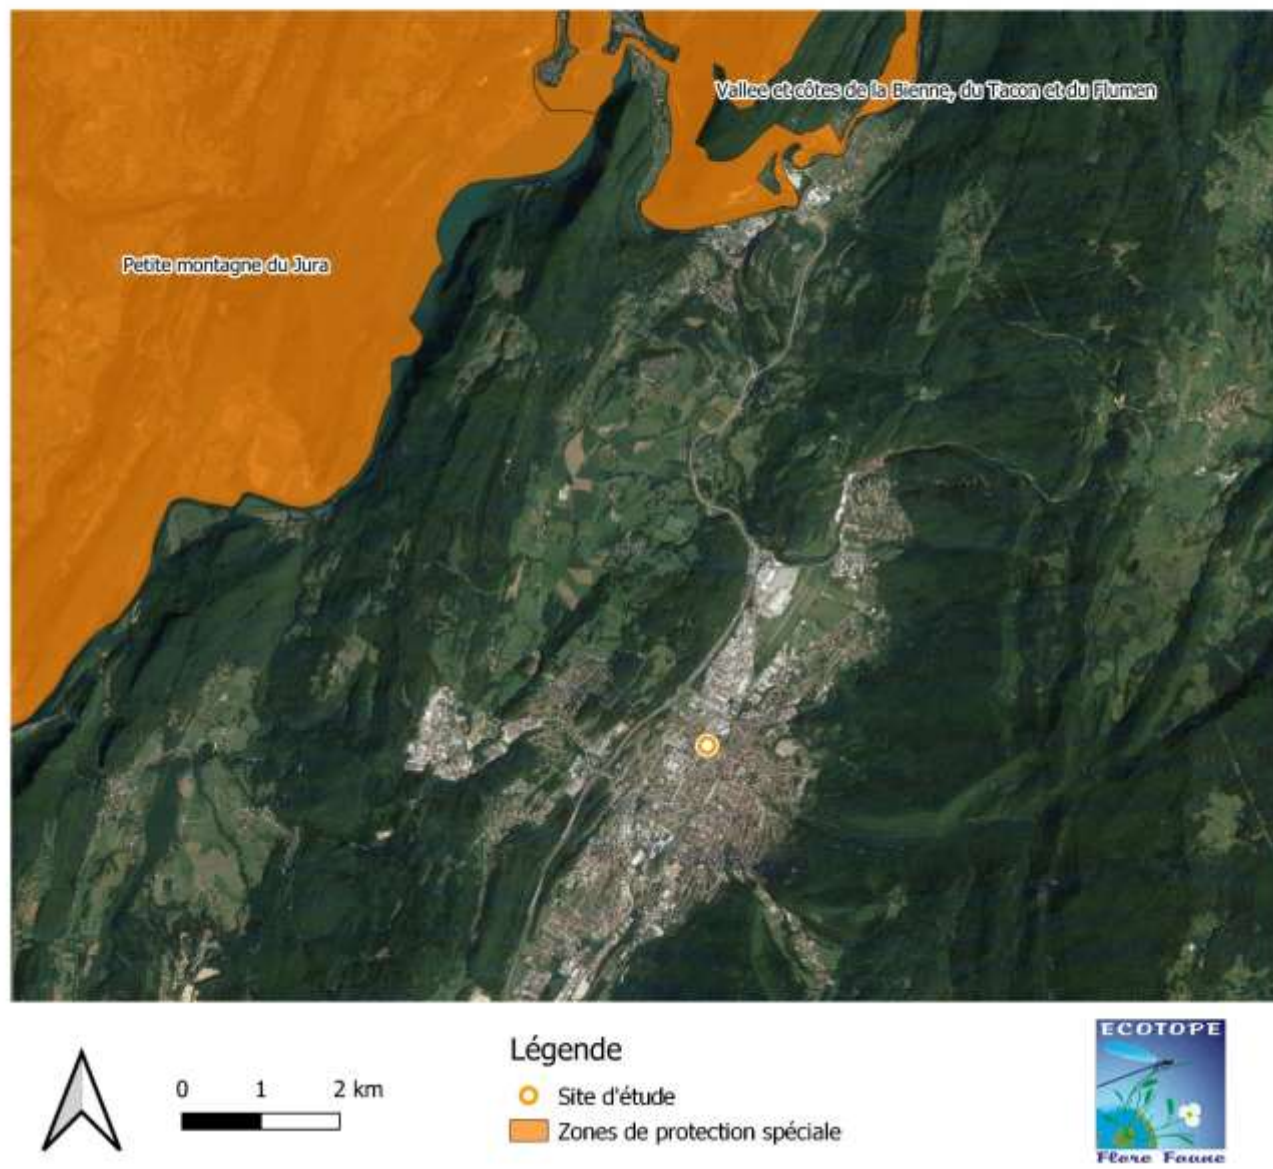 Vallee et côtes de la Bienne, du Tacon et du Flumen
Petite montagne du Jura
0 1 2 km
Légende
Site d'étude
Zones de protection spéciale
ECOTOPE
Flore Faune